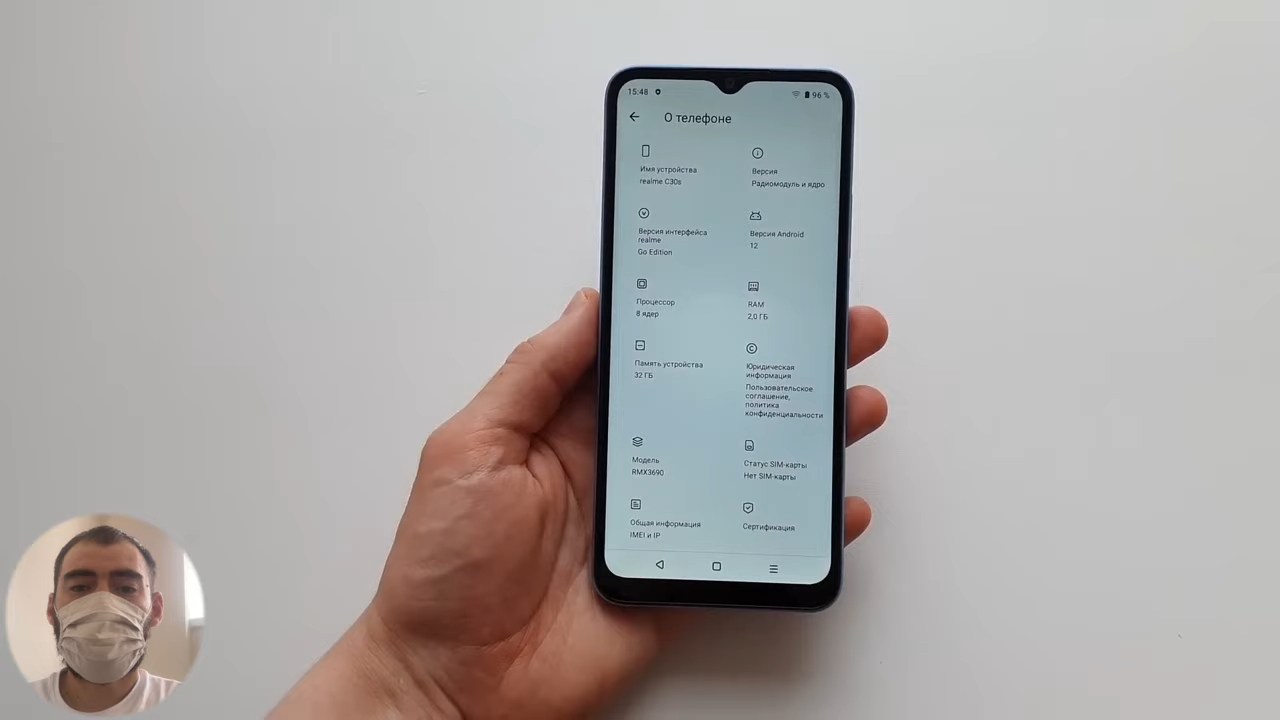 15:48
96 %
О телефоне
Имя устройства
realme C30s
Версия
Радиомодуль и ядро
Версия интерфейса
realme
Go Edition
Версия Android
12
Процессор
8 ядер
RAM
2,0 ГБ
Память устройства
32 ГБ
Юридическая
информация
Пользовательское
соглашение,
политика
конфиденциальности
Модель
RMX3690
Статус SIM-карты
Нет SIM-карты
Общая информация
IMEI и IP
Сертификация